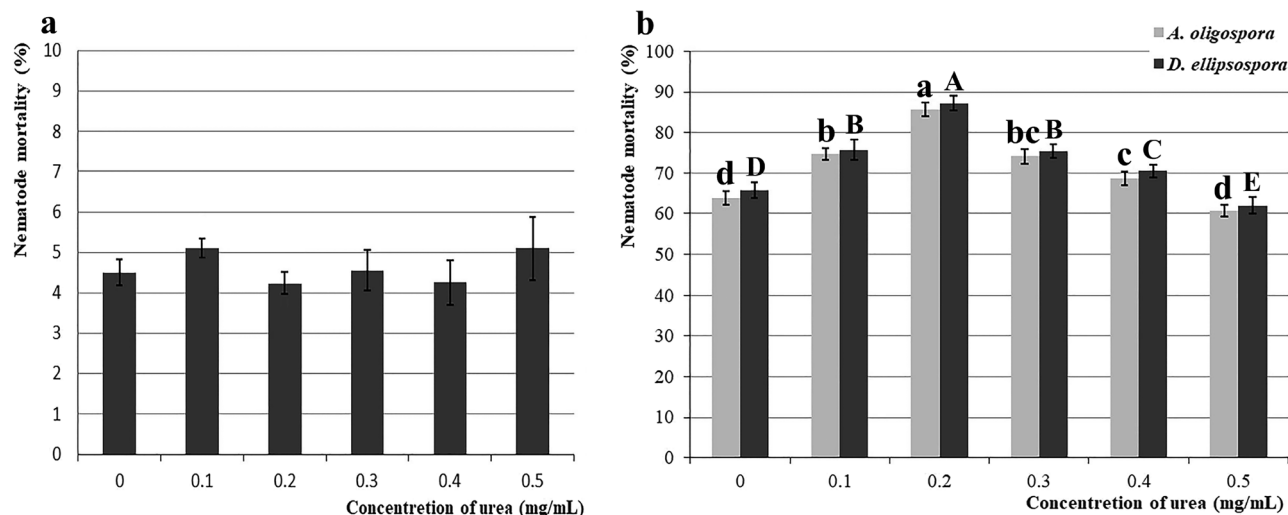 a
Nematode mortality (%)
10
9
8
7
6
5
4
3
2
1
0
0 0.1 0.2 0.3 0.4 0.5
Concentretion of urea (mg/mL)
b
A. oligospora
D. ellipsospora
Nematode mortality (%)
100
90
80
70
60
50
40
30
20
10
0
d D b B a A bc B c C d E
0 0.1 0.2 0.3 0.4 0.5
Concentretion of urea (mg/mL)